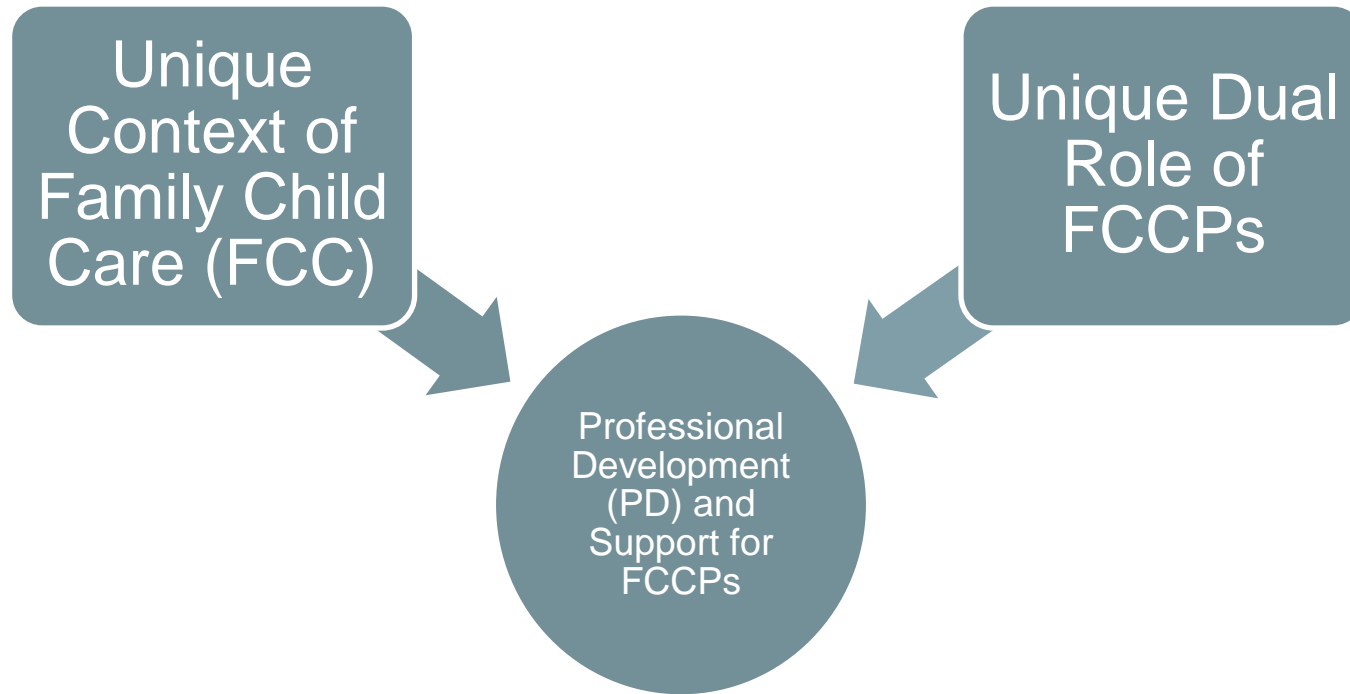 Unique
Context of
Family Child
Care (FCC)
Unique Dual
Role of
FCCPs
Professional
Development
(PD) and
Support for
FCCPs